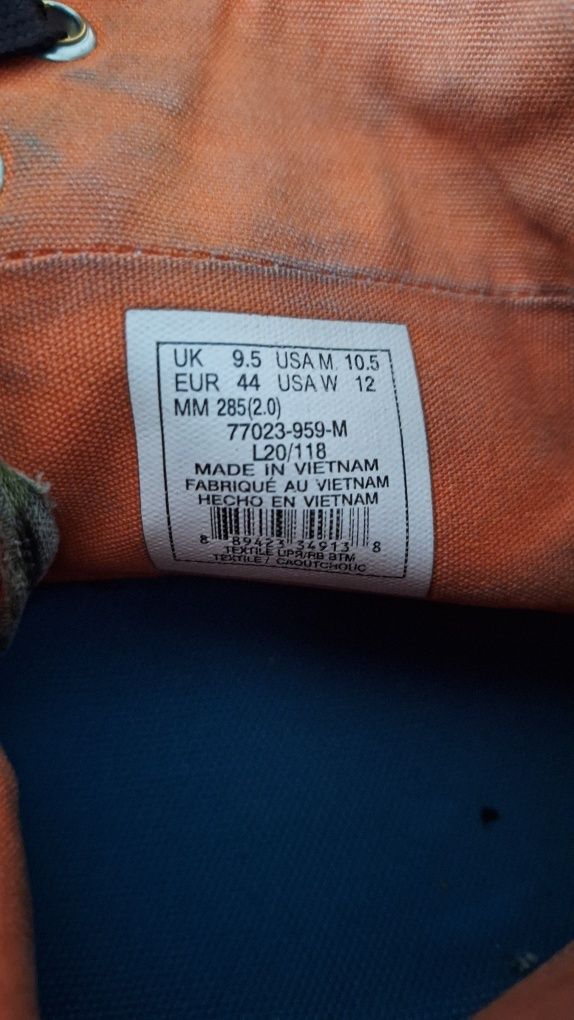 UK 9.5 USA M. 10.5
EUR 44 USA W 12
MM 285(2.0)
77023-959-M
L20/118
MADE IN VIETNAM
FABRIQUÉ AU VIETNAM
HECHO EN VIETNAM
8 89423 34913 8
TEXTILE UPR/RB BTM
TEXTILE / CAOUTCHOUC